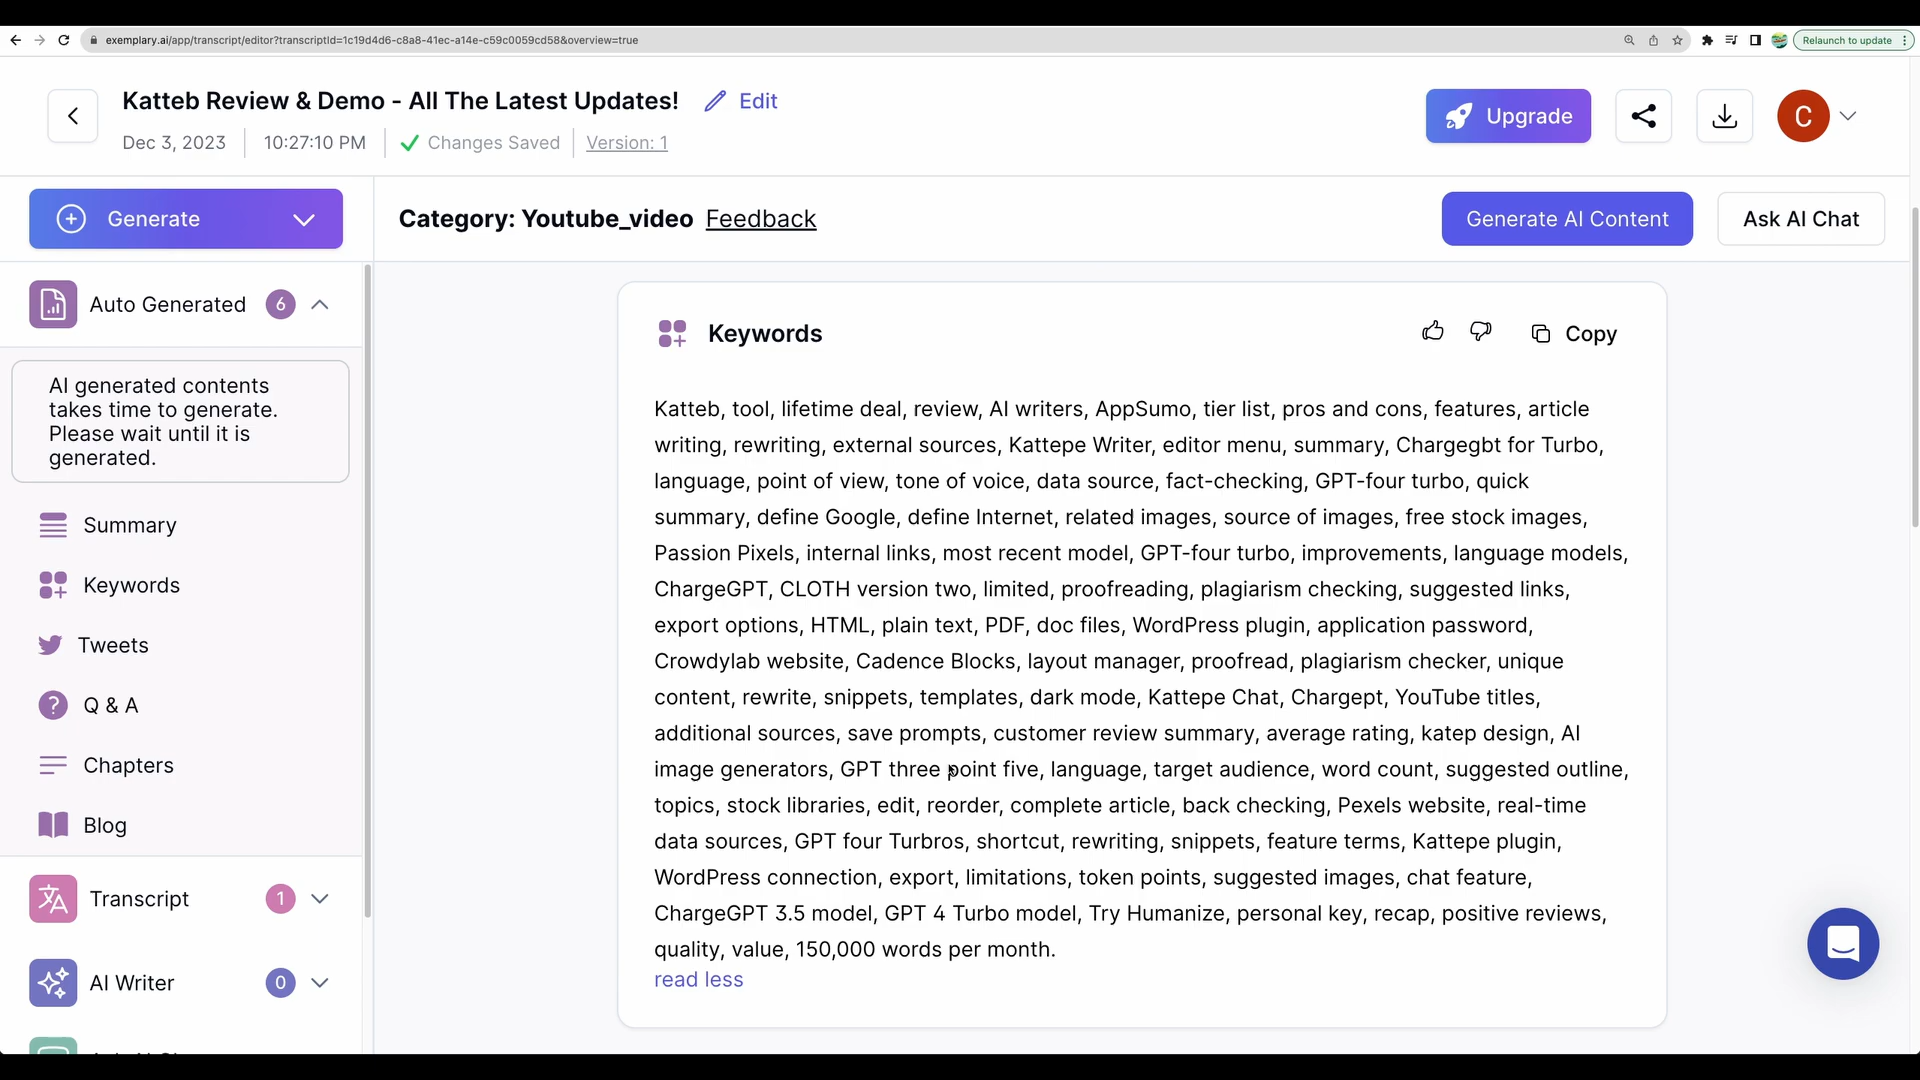 exemplary.ai/app/transcript/editor?transcriptId=1c19d4d6-c8a8-41ec-a14e-c59c0059cd58&overview=true
Relaunch to update
Katteb Review & Demo - All The Latest Updates!
Edit
Dec 3, 2023
10:27:10 PM
Changes Saved
Version: 1
Upgrade
C
Generate
Category: Youtube_video
Feedback
Generate AI Content
Ask AI Chat
Auto Generated
6
AI generated contents
takes time to generate.
Please wait until it is
generated.
Summary
Keywords
Tweets
Q & A
Chapters
Blog
Transcript
1
AI Writer
0
Keywords
Copy
Katteb, tool, lifetime deal, review, AI writers, AppSumo, tier list, pros and cons, features, article
writing, rewriting, external sources, Kattepe Writer, editor menu, summary, Chargegbt for Turbo,
language, point of view, tone of voice, data source, fact-checking, GPT-four turbo, quick
summary, define Google, define Internet, related images, source of images, free stock images,
Passion Pixels, internal links, most recent model, GPT-four turbo, improvements, language models,
ChargeGPT, CLOTH version two, limited, proofreading, plagiarism checking, suggested links,
export options, HTML, plain text, PDF, doc files, WordPress plugin, application password,
Crowdylab website, Cadence Blocks, layout manager, proofread, plagiarism checker, unique
content, rewrite, snippets, templates, dark mode, Kattepe Chat, Chargept, YouTube titles,
additional sources, save prompts, customer review summary, average rating, katep design, AI
image generators, GPT three point five, language, target audience, word count, suggested outline,
topics, stock libraries, edit, reorder, complete article, back checking, Pexels website, real-time
data sources, GPT four Turbros, shortcut, rewriting, snippets, feature terms, Kattepe plugin,
WordPress connection, export, limitations, token points, suggested images, chat feature,
ChargeGPT 3.5 model, GPT 4 Turbo model, Try Humanize, personal key, recap, positive reviews,
quality, value, 150,000 words per month.
read less